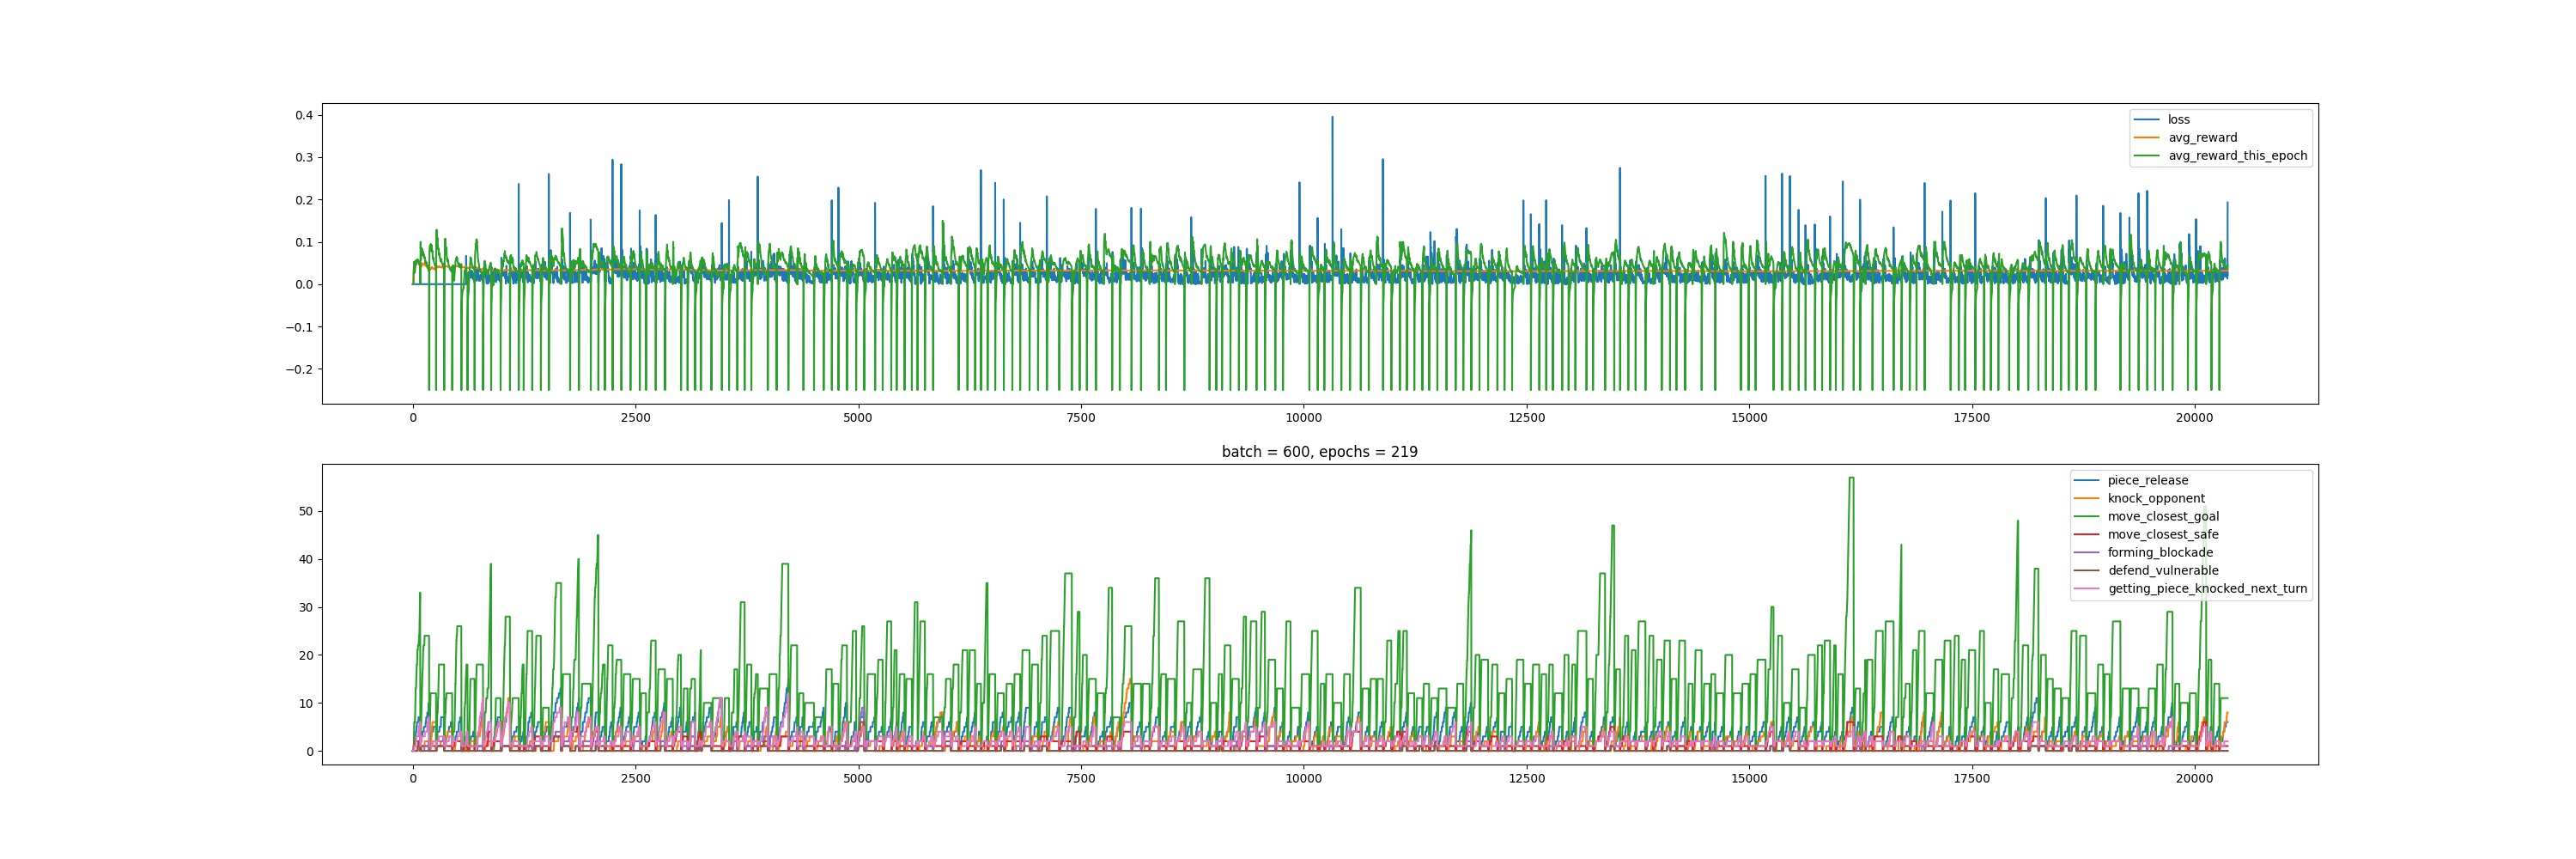 0.4
0.3
0.2
0.1
0.0
−0.1
−0.2
loss
avg_reward
avg_reward_this_epoch
0 2500 5000 7500 10000 12500 15000 17500 20000
batch = 600, epochs = 219
50
40
30
20
10
0
piece_release
knock_opponent
move_closest_goal
move_closest_safe
forming_blockade
defend_vulnerable
getting_piece_knocked_next_turn
0 2500 5000 7500 10000 12500 15000 17500 20000